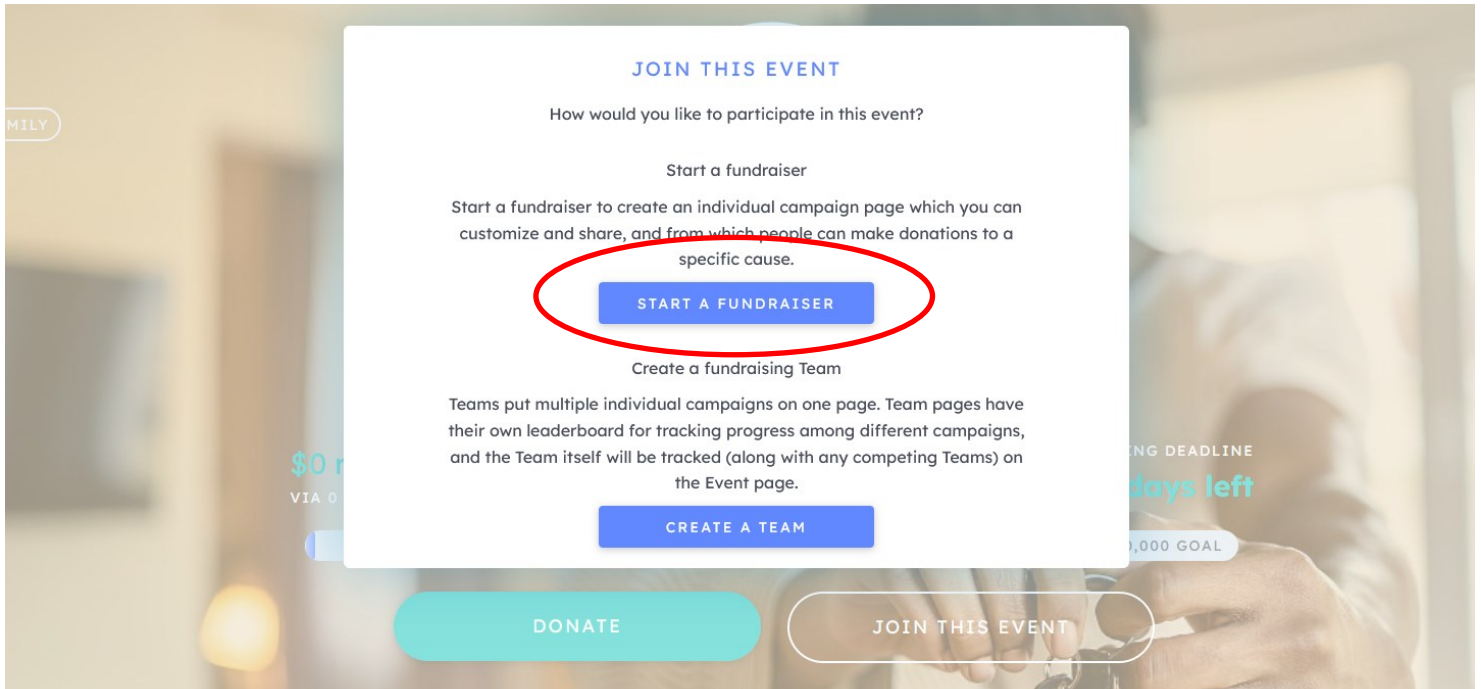 JOIN THIS EVENT
How would you like to participate in this event?
MILY
Start a fundraiser
Start a fundraiser to create an individual campaign page which you can
customize and share, and from which people can make donations to a
specific cause.
START A FUNDRAISER
Create a fundraising Team
Teams put multiple individual campaigns on one page. Team pages have
their own leaderboard for tracking progress among different campaigns,
and the Team itself will be tracked (along with any competing Teams) on
the Event page.
CREATE A TEAM
$0 r
VIA 0
NG DEADLINE
days left
,000 GOAL
DONATE
JOIN THIS EVENT